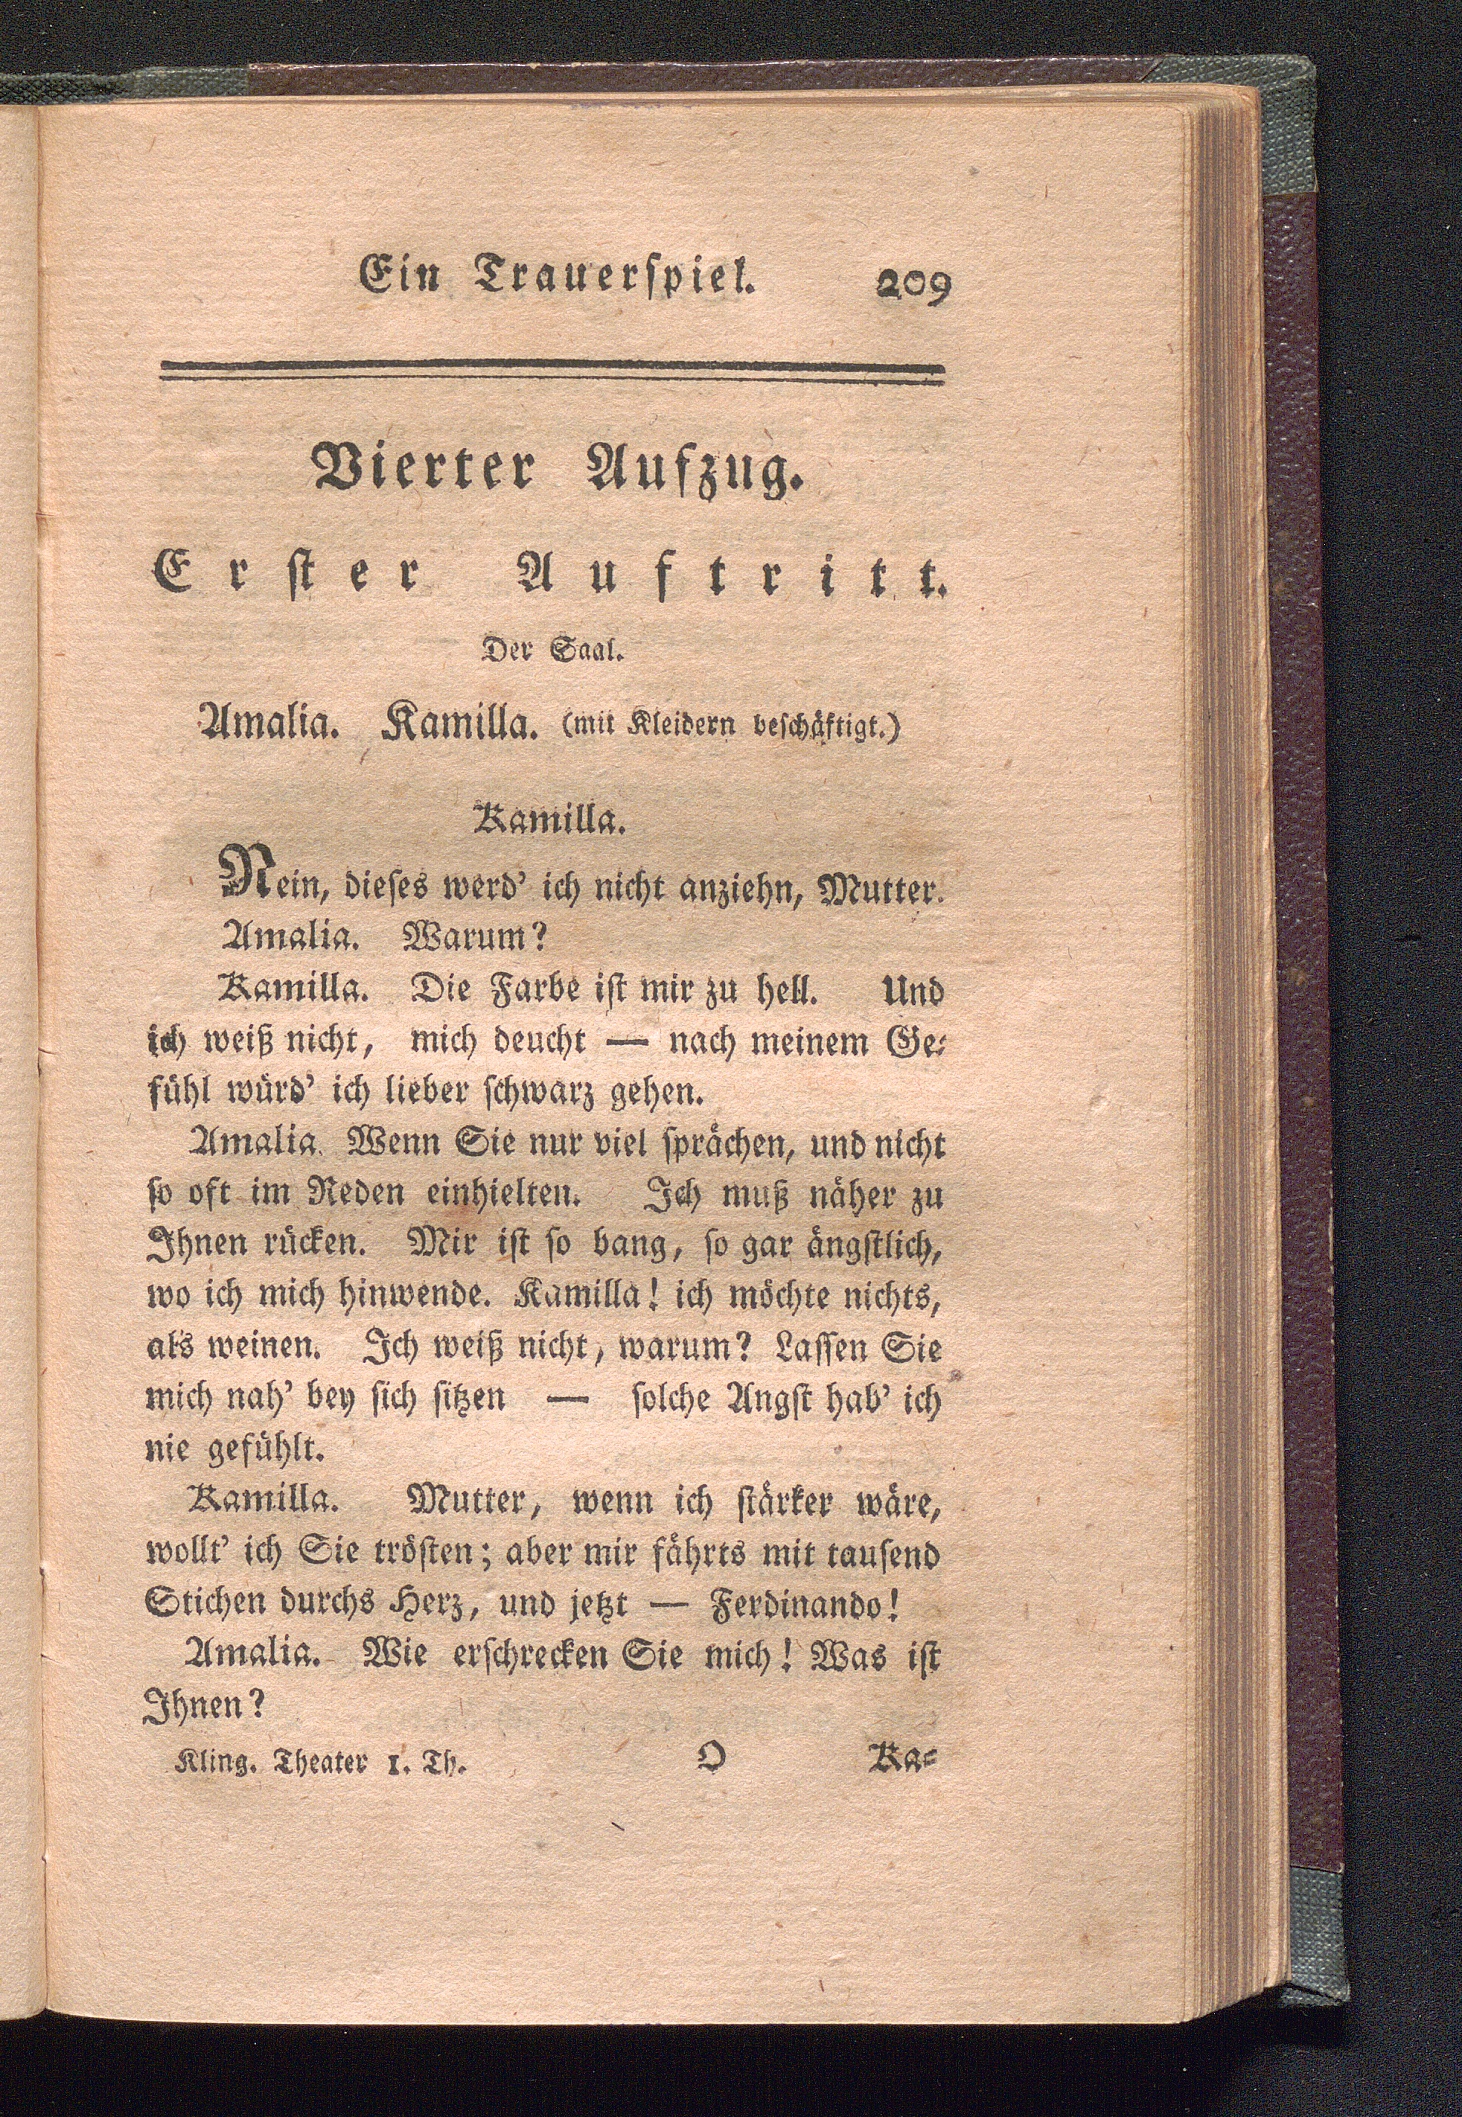 Ein Trauerſpiel. 209
Vierter Aufzug.
Erſter Auftritt.
Der Saal.
Amalia. Kamilla. (mit Kleidern beſchäftigt.)
Kamilla.
Nein, dieſes werd’ ich nicht anziehn, Mutter.
Amalia. Warum?
Kamilla. Die Farbe iſt mir zu hell. Und
ich weiß nicht, mich deucht — nach meinem Ge⸗
fühl würd’ ich lieber ſchwarz gehen.
Amalia. Wenn Sie nur viel ſprächen, und nicht
ſo oft im Reden einhielten. Ich muß näher zu
Ihnen rücken. Mir iſt ſo bang, ſo gar ängſtlich,
wo ich mich hinwende. Kamilla! ich möchte nichts,
als weinen. Ich weiß nicht, warum? Laſſen Sie
mich nah’ bey ſich ſitzen — ſolche Angſt hab’ ich
nie gefühlt.
Kamilla. Mutter, wenn ich ſtärker wäre,
wollt’ ich Sie tröſten; aber mir fährts mit tauſend
Stichen durchs Herz, und jetzt — Ferdinando!
Amalia. Wie erſchrecken Sie mich! Was iſt
Ihnen?
Kling. Theater 1. Th. O Ka⸗